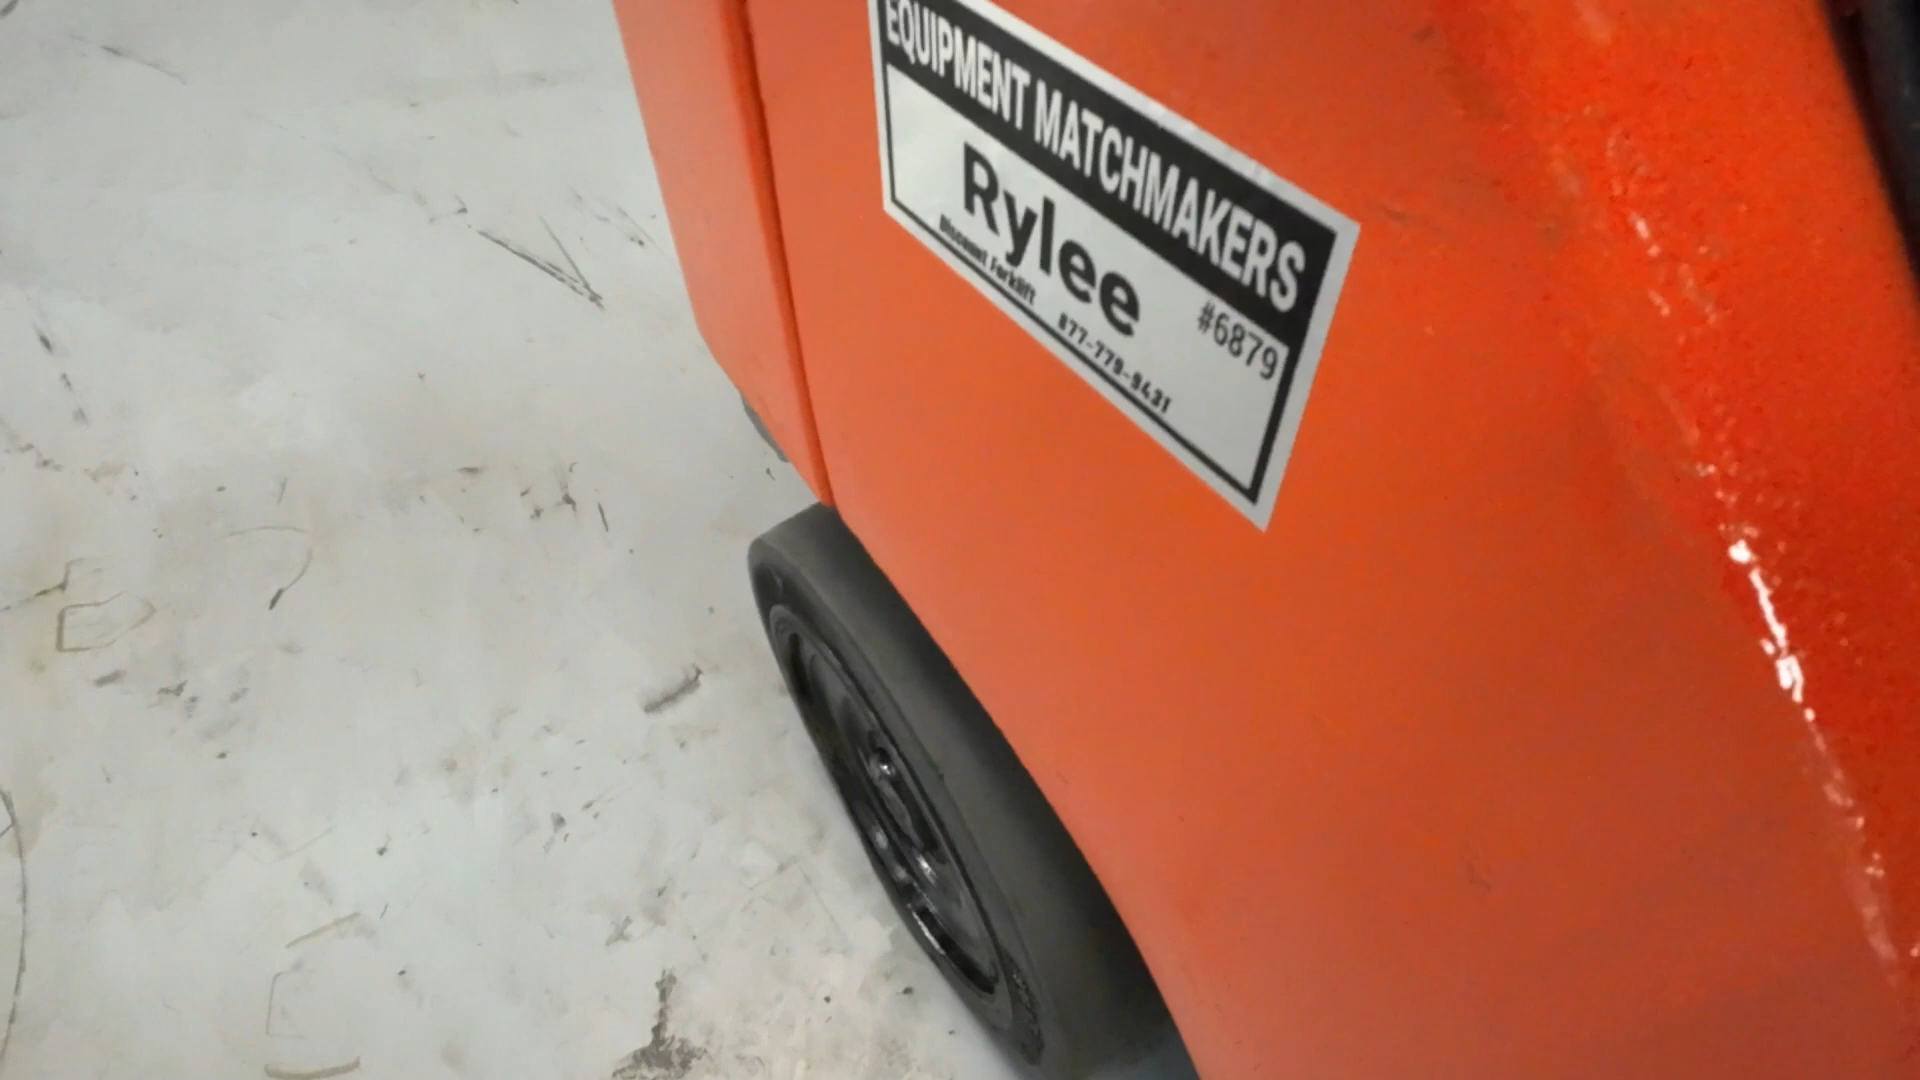 EQUIPMENT MATCHMAKERS
Rylee
#6879
Discount Forklift
877-779-9431